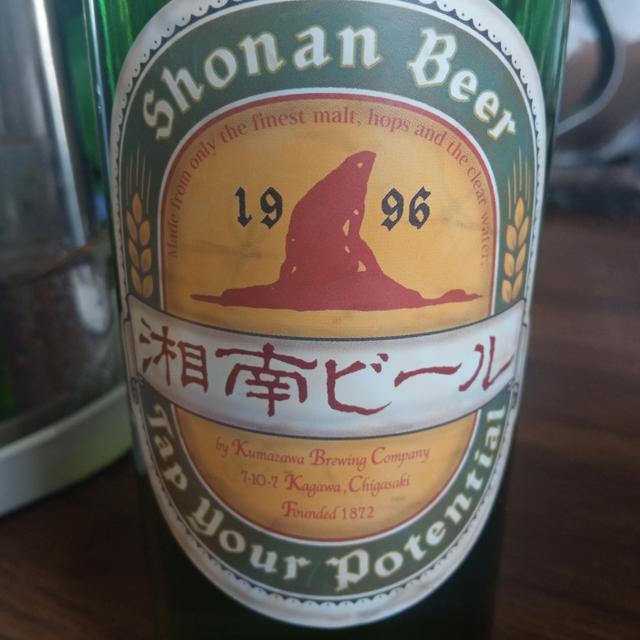 Shonan Beer
Made from only the finest malt, hops and the clear water.
19 96
湘南ビール
by Kumazawa Brewing Company
7-10-7 Kagawa, Chigasaki
Founded 1872
Tap Your Potential